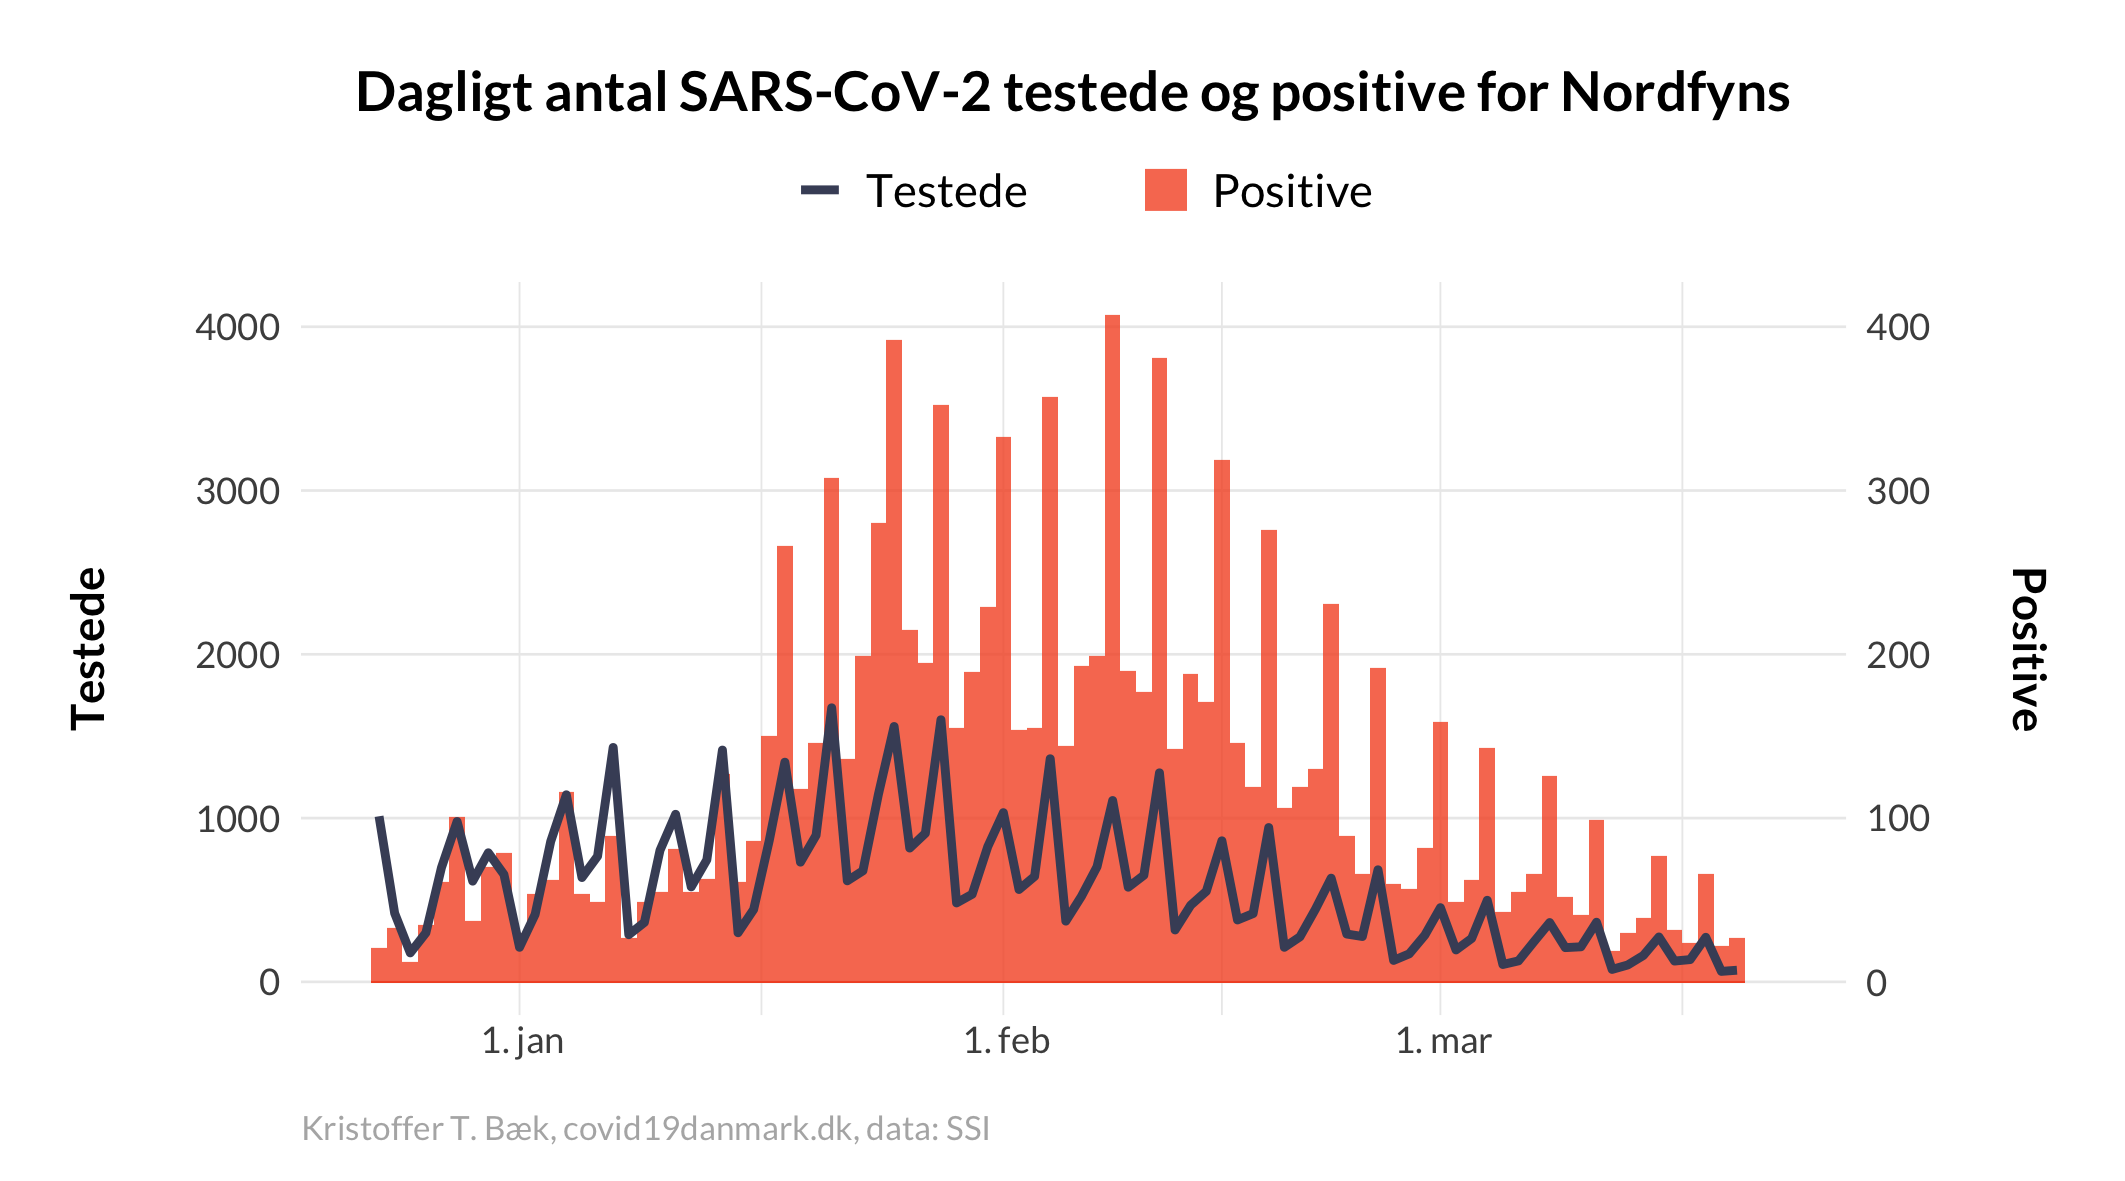 Dagligt antal SARS-CoV-2 testede og positive for Nordfyns
Testede
Positive
4000
3000
2000
1000
0
Testede
400
300
200
100
0
Positive
1. jan
1. feb
1. mar
Kristoffer T. Bæk, covid19danmark.dk, data: SSI